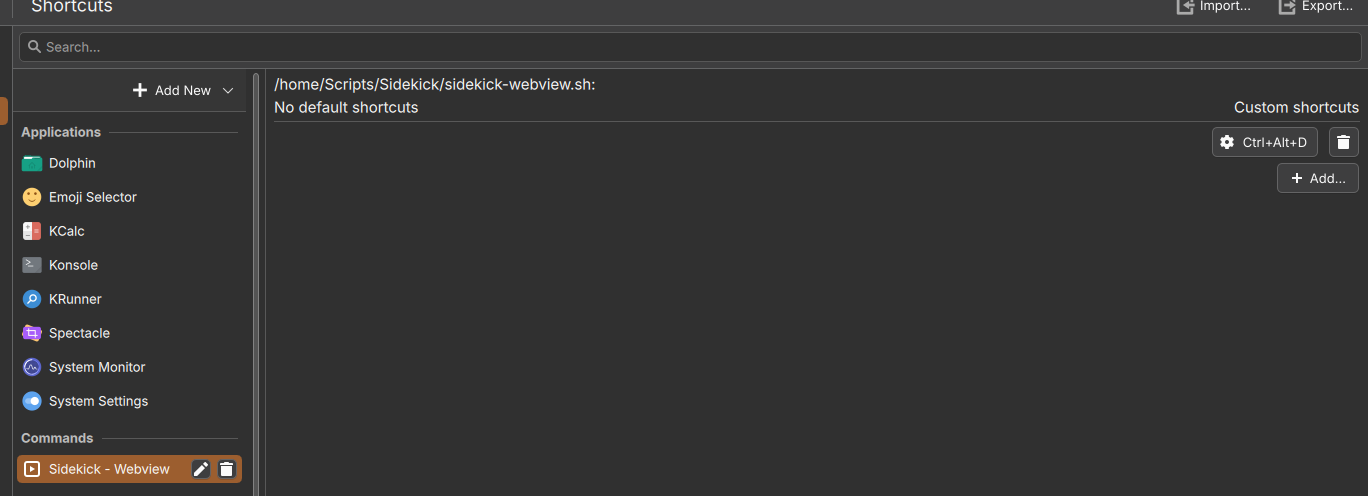 Shortcuts
Import...
Export...
Search...
Add New
/home/Scripts/Sidekick/sidekick-webview.sh:
No default shortcuts
Custom shortcuts
Ctrl+Alt+D
Add...
Applications
Dolphin
Emoji Selector
KCalc
Konsole
KRunner
Spectacle
System Monitor
System Settings
Commands
Sidekick - Webview